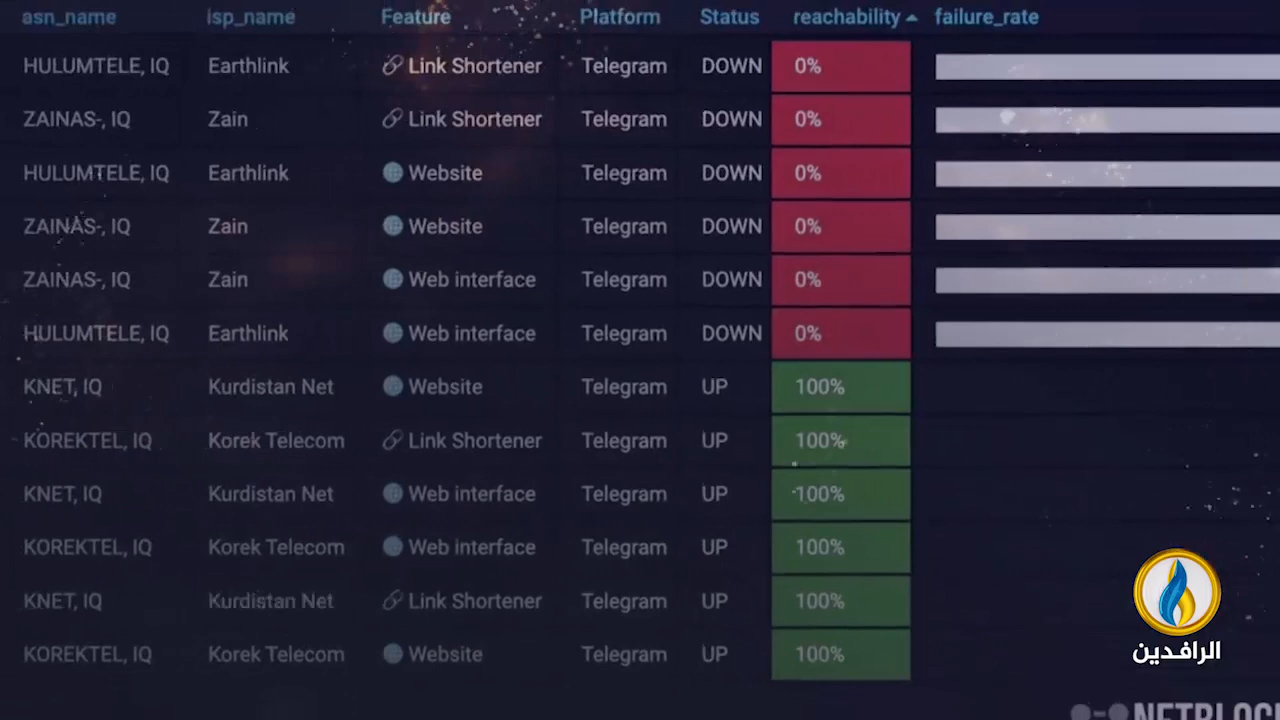 asn_name isp_name Feature Platform Status reachability failure_rate
HULUMTELE, IQ Earthlink Link Shortener Telegram DOWN 0%
ZAINAS-, IQ Zain Link Shortener Telegram DOWN 0%
HULUMTELE, IQ Earthlink Website Telegram DOWN 0%
ZAINAS-, IQ Zain Website Telegram DOWN 0%
ZAINAS-, IQ Zain Web interface Telegram DOWN 0%
HULUMTELE, IQ Earthlink Web interface Telegram DOWN 0%
KNET, IQ Kurdistan Net Website Telegram UP 100%
KOREKTEL, IQ Korek Telecom Link Shortener Telegram UP 100%
KNET, IQ Kurdistan Net Web interface Telegram UP 100%
KOREKTEL, IQ Korek Telecom Web interface Telegram UP 100%
KNET, IQ Kurdistan Net Link Shortener Telegram UP 100%
KOREKTEL, IQ Korek Telecom Website Telegram UP 100%
الرافدين